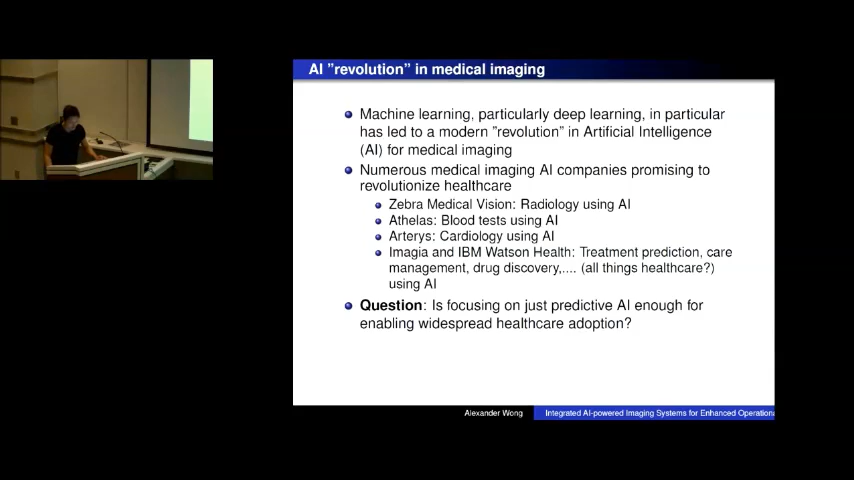 AI "revolution" in medical imaging
Machine learning, particularly deep learning, in particular
has led to a modern "revolution" in Artificial Intelligence
(AI) for medical imaging
Numerous medical imaging AI companies promising to
revolutionize healthcare
Zebra Medical Vision: Radiology using AI
Athelas: Blood tests using AI
Arterys: Cardiology using AI
Imagia and IBM Watson Health: Treatment prediction, care
management, drug discovery,.... (all things healthcare?)
using AI
Question: Is focusing on just predictive AI enough for
enabling widespread healthcare adoption?
Alexander Wong
Integrated AI-powered Imaging Systems for Enhanced Operationa